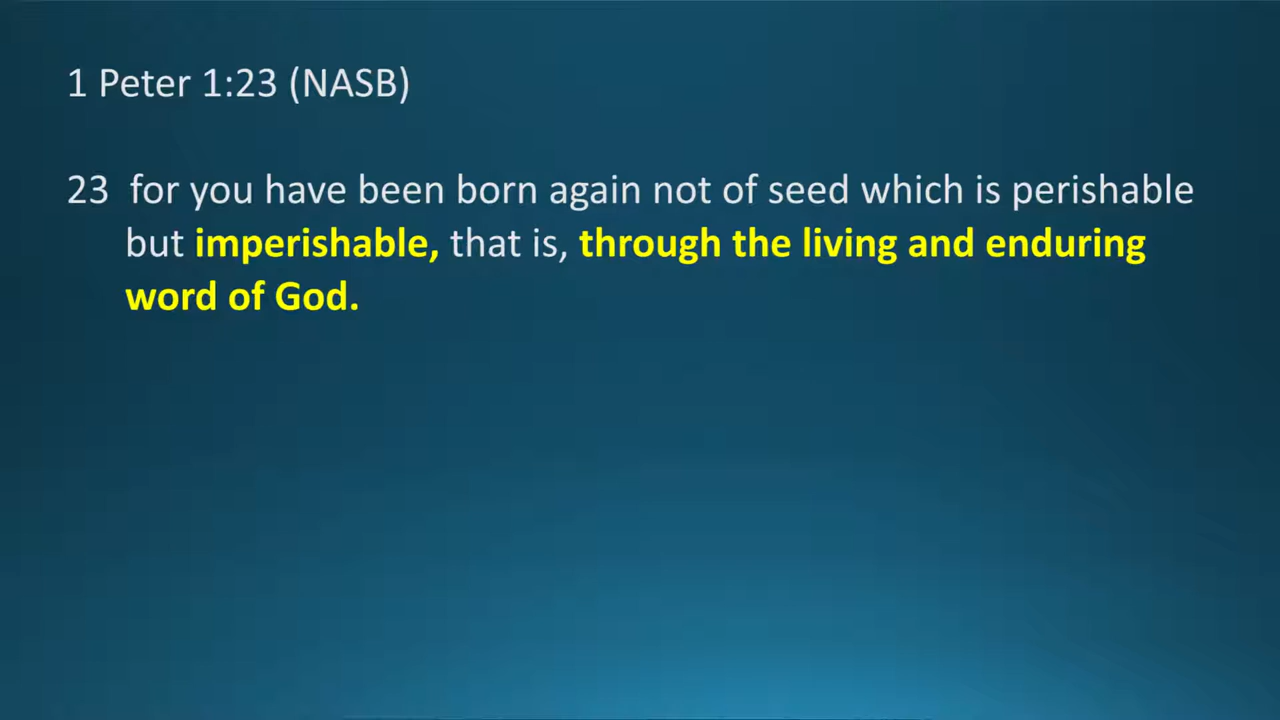 1 Peter 1:23 (NASB)
23 for you have been born again not of seed which is perishable
but imperishable, that is, through the living and enduring
word of God.